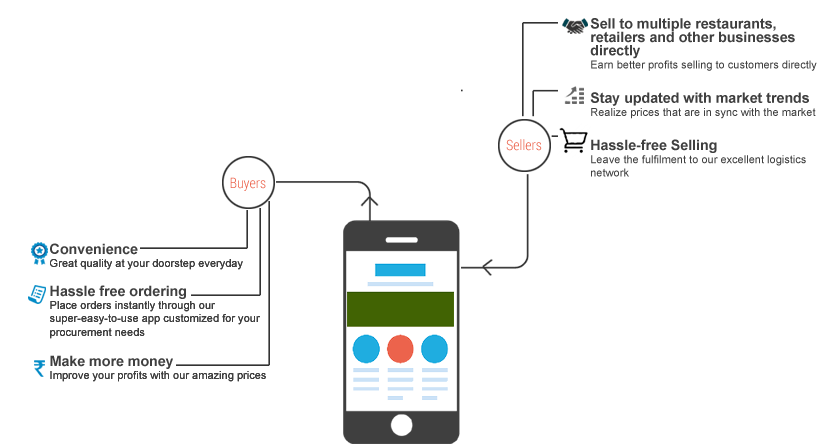 Sell to multiple restaurants,
retailers and other businesses
directly
Earn better profits selling to customers directly
Stay updated with market trends
Realize prices that are in sync with the market
Sellers
Hassle-free Selling
Leave the fulfilment to our excellent logistics
network
Buyers
Convenience
Great quality at your doorstep everyday
Hassle free ordering
Place orders instantly through our
super-easy-to-use app customized for your
procurement needs
₹ Make more money
Improve your profits with our amazing prices